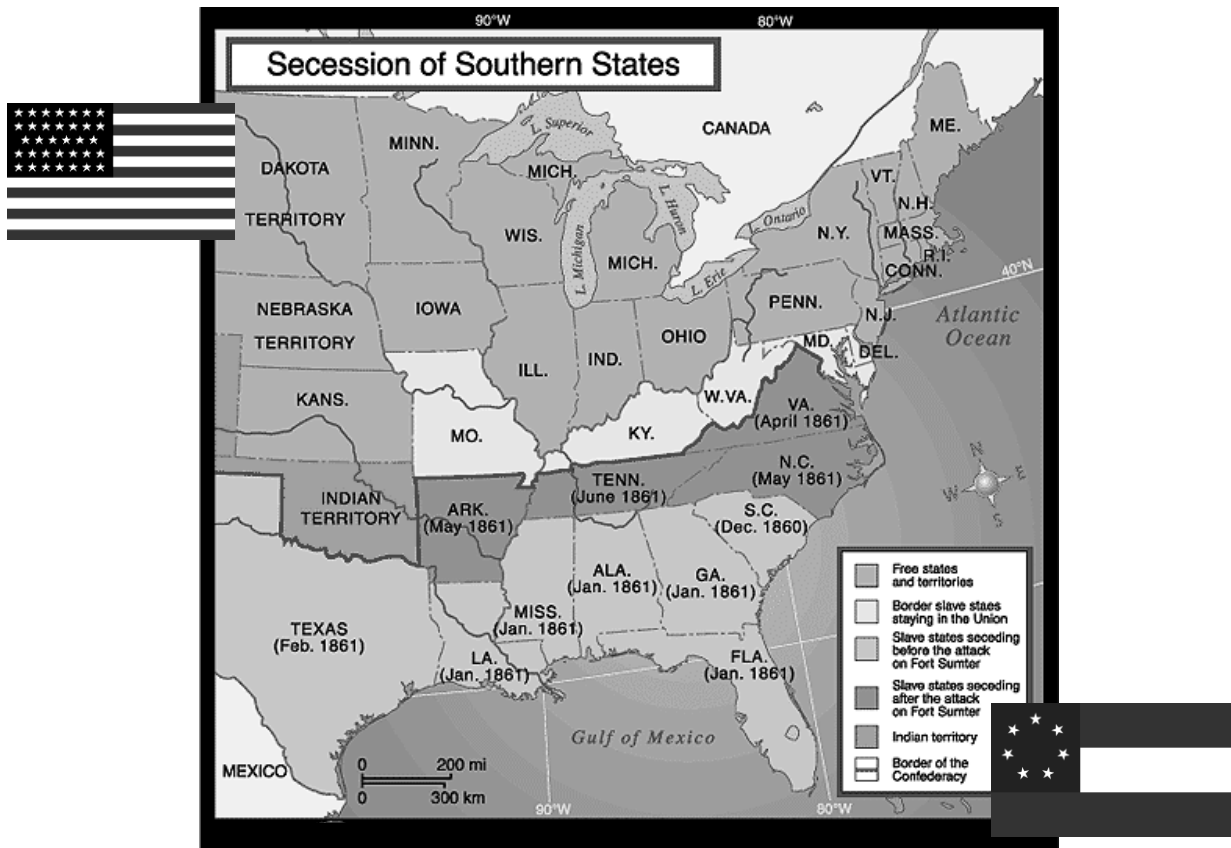 90°W
80°W
Secession of Southern States
CANADA
ME.
MINN.
L. Superior
DAKOTA
TERRITORY
MICH.
VT.
N.H.
L. Huron
L. Ontario
WIS.
L. Michigan
MICH.
N.Y.
MASS.
R.I.
CONN.
L. Erie
40°N
NEBRASKA
TERRITORY
IOWA
PENN.
N.J.
Atlantic
Ocean
OHIO
ILL.
IND.
MD.
DEL.
KANS.
W.VA.
VA.
(April 1861)
MO.
KY.
N.C.
(May 1861)
N
E
W
S
INDIAN
TERRITORY
ARK.
(May 1861)
TENN.
(June 1861)
S.C.
(Dec. 1860)
ALA.
(Jan. 1861)
GA.
(Jan. 1861)
MISS.
(Jan. 1861)
TEXAS
(Feb. 1861)
LA.
(Jan. 1861)
FLA.
(Jan. 1861)
Free states
and territories
Border slave staes
staying in the Union
Slave states seceding
before the attack
on Fort Sumter
Slave states seceding
after the attack
on Fort Sumter
Indian territory
Border of the
Confederacy
Gulf of Mexico
MEXICO
0 200 mi
0 300 km
90°W
80°W